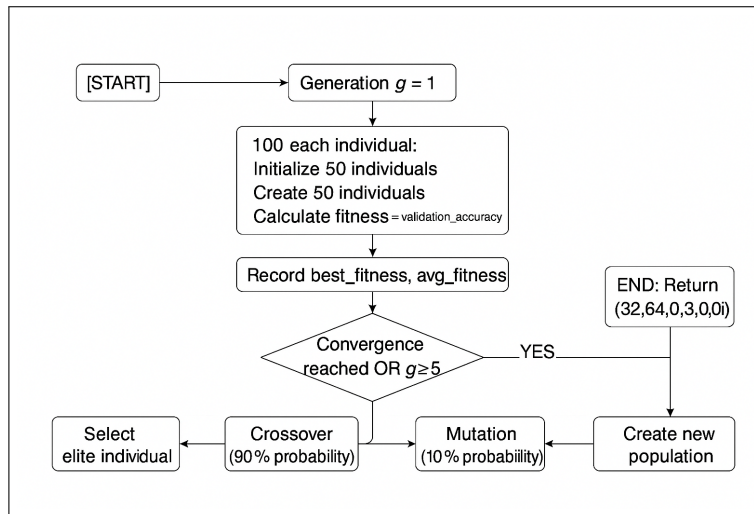 [START]
Generation g = 1
100 each individual:
Initialize 50 individuals
Create 50 individuals
Calculate fitness = validation_accuracy
Record best_fitness, avg_fitness
END: Return
(32,64,0,3,0,0i)
Convergence
reached OR g≥5
YES
Select
elite individual
Crossover
(90% probability)
Mutation
(10% probability)
Create new
population